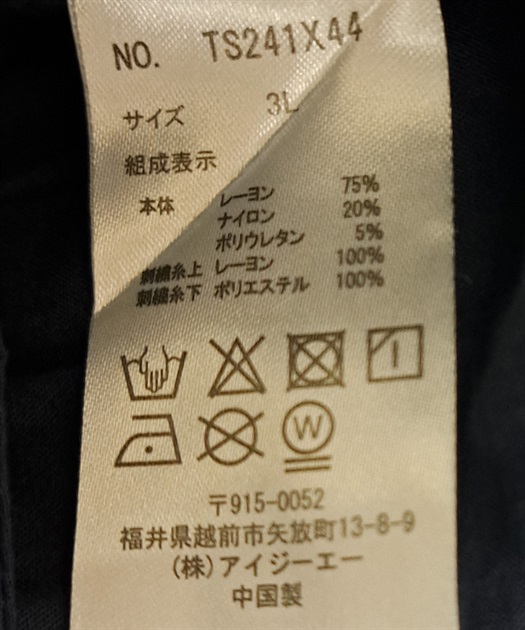 NO. TS241X44
サイズ 3L
組成表示
本体 レーヨン 75%
ナイロン 20%
ポリウレタン 5%
刺繍糸上 レーヨン 100%
刺繍糸下 ポリエステル 100%
W
〒915-0052
福井県越前市矢放町13-8-9
(株)アイジーエー
中国製